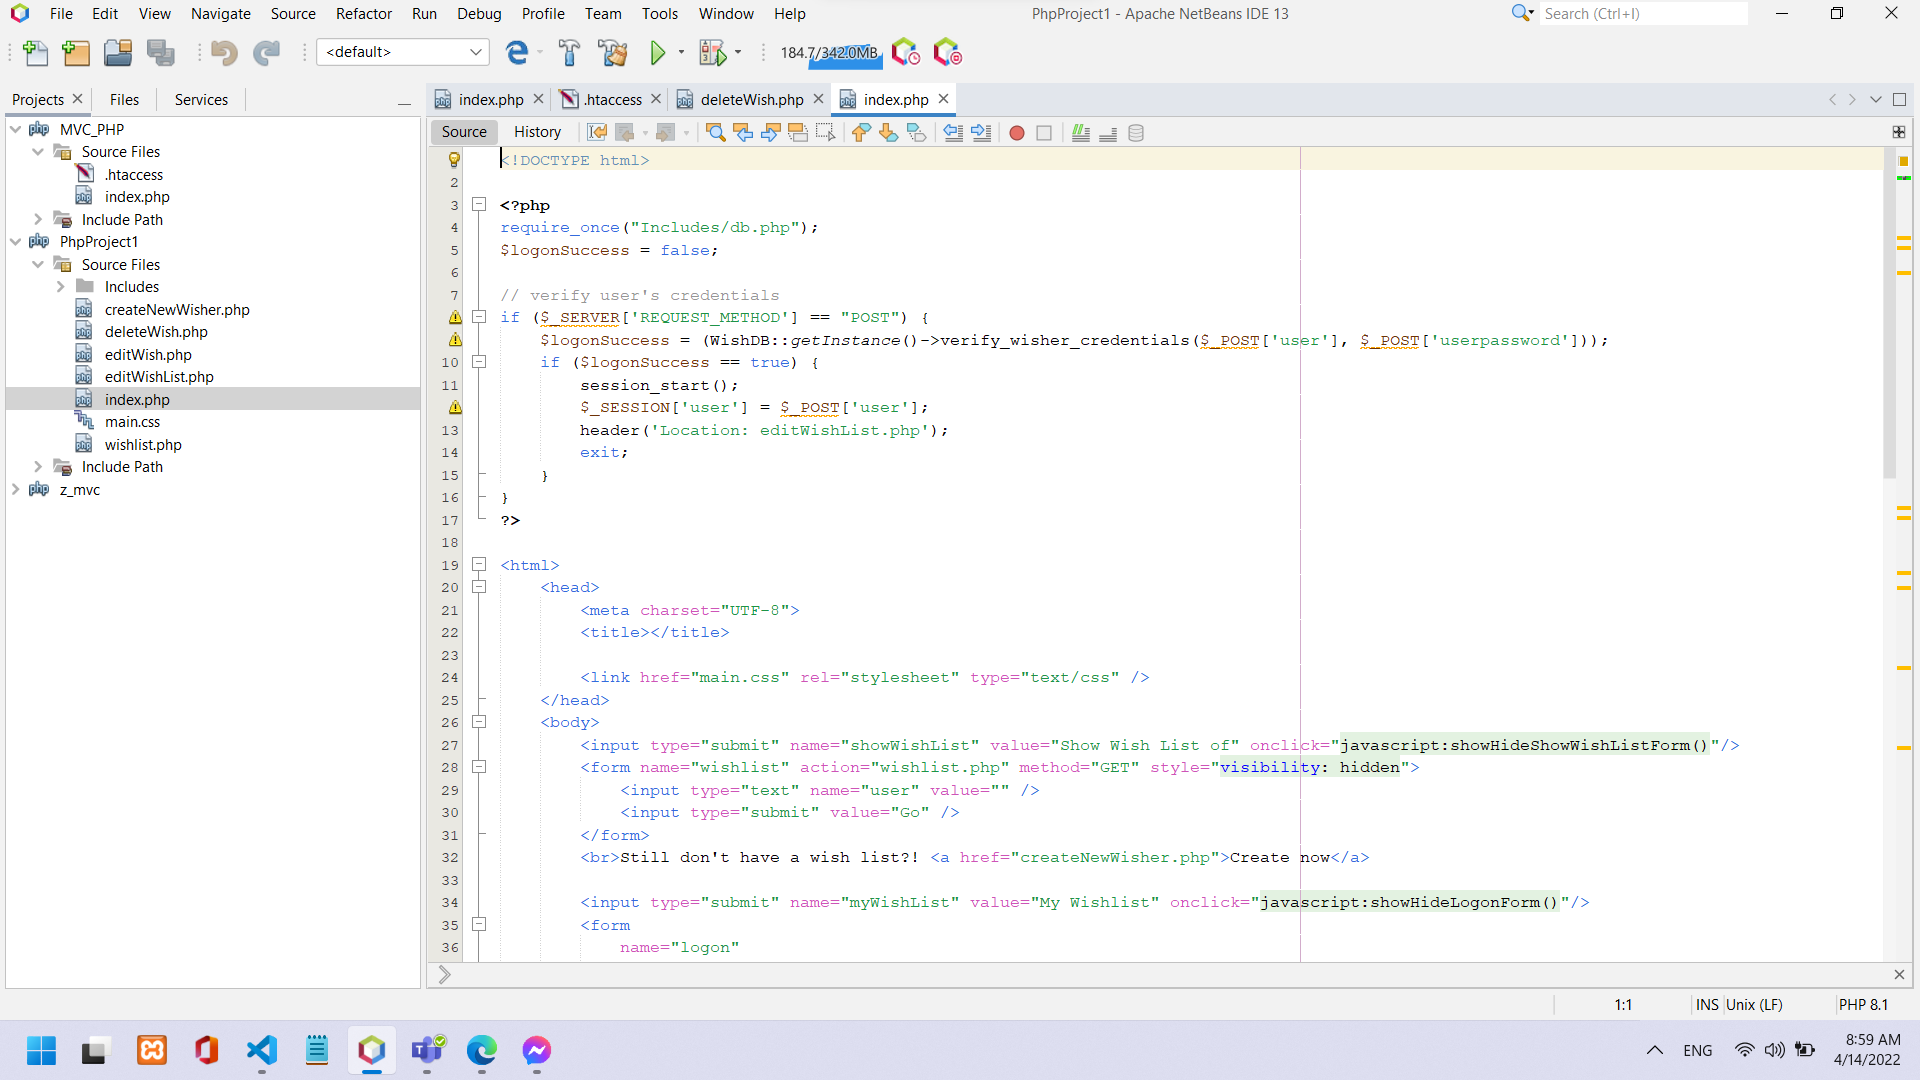 File Edit View Navigate Source Refactor Run Debug Profile Team Tools Window Help
PhpProject1 - Apache NetBeans IDE 13
Search (Ctrl+I)
<default>
184.7/342.0MB
Projects Files Services
index.php .htaccess deleteWish.php index.php
Source History
MVC_PHP
Source Files
.htaccess
index.php
Include Path
PhpProject1
Source Files
Includes
createNewWisher.php
deleteWish.php
editWish.php
editWishList.php
index.php
main.css
wishlist.php
Include Path
z_mvc
<!DOCTYPE html>
2
3 <?php
4 require_once("Includes/db.php");
5 $logonSuccess = false;
6
7 // verify user's credentials
if ($_SERVER['REQUEST_METHOD'] == "POST") {
$logonSuccess = (WishDB::getInstance()->verify_wisher_credentials($_POST['user'], $_POST['userpassword']));
10 if ($logonSuccess == true) {
11 session_start();
$_SESSION['user'] = $_POST['user'];
13 header('Location: editWishList.php');
14 exit;
15 }
16 }
17 ?>
18
19 <html>
20 <head>
21 <meta charset="UTF-8">
22 <title></title>
23
24 <link href="main.css" rel="stylesheet" type="text/css" />
25 </head>
26 <body>
27 <input type="submit" name="showWishList" value="Show Wish List of" onclick="javascript:showHideShowWishListForm()"/>
28 <form name="wishlist" action="wishlist.php" method="GET" style="visibility: hidden">
29 <input type="text" name="user" value="" />
30 <input type="submit" value="Go" />
31 </form>
32 <br>Still don't have a wish list?! <a href="createNewWisher.php">Create now</a>
33
34 <input type="submit" name="myWishList" value="My Wishlist" onclick="javascript:showHideLogonForm()"/>
35 <form
36 name="logon"
1:1 INS Unix (LF) PHP 8.1
ENG
8:59 AM
4/14/2022